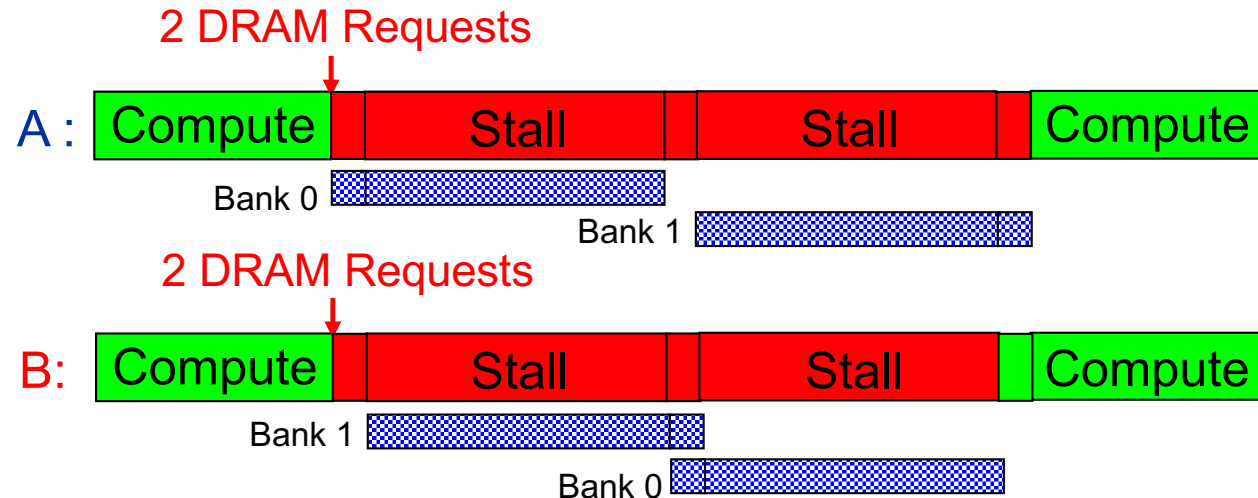 2 DRAM Requests
A : Compute Stall Stall Compute
Bank 0
Bank 1
2 DRAM Requests
B: Compute Stall Stall Compute
Bank 1
Bank 0